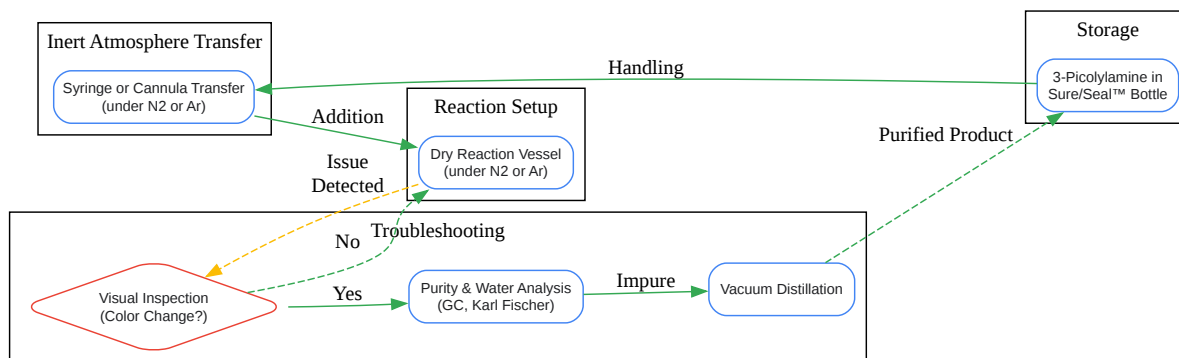 Inert Atmosphere Transfer
Syringe or Cannula Transfer
(under N2 or Ar)
Storage
3-Picolylamine in
Sure/Seal™ Bottle
Handling
Addition
Reaction Setup
Dry Reaction Vessel
(under N2 or Ar)
Purified Product
Issue
Detected
Troubleshooting
No
Visual Inspection
(Color Change?)
Yes
Purity & Water Analysis
(GC, Karl Fischer)
Impure
Vacuum Distillation